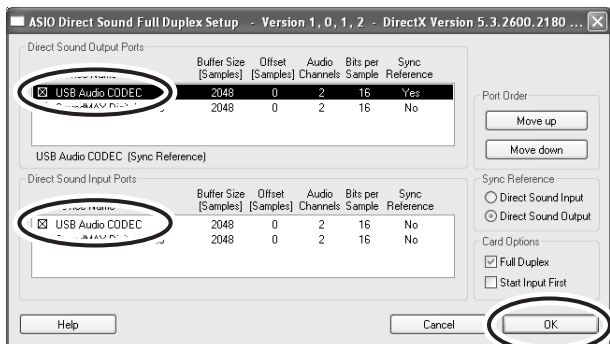 ASIO Direct Sound Full Duplex Setup - Version 1, 0, 1, 2 - DirectX Version 5.3.2600.2180 ...
Direct Sound Output Ports
Buffer Size Offset Audio Bits per Sync
[Samples] [Samples] Channels Sample Reference
USB Audio CODEC 2048 0 2 16 Yes
2048 0 2 16 No
USB Audio CODEC (Sync Reference)
Direct Sound Input Ports
Buffer Size Offset Audio Bits per Sync
[Samples] [Samples] Channels Sample Reference
USB Audio CODEC 2048 0 2 16 No
2048 0 2 16 No
Port Order
Move up
Move down
Sync Reference
Direct Sound Input
Direct Sound Output
Card Options
Full Duplex
Start Input First
Help
Cancel
OK